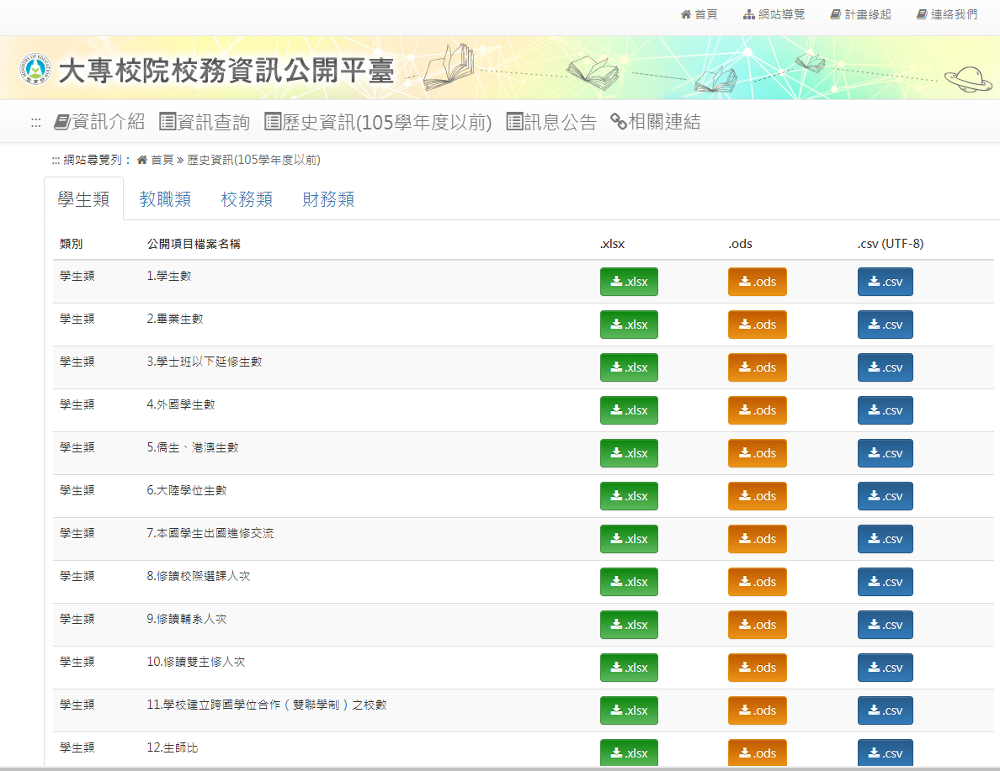 首頁 網站導覽 計畫緣起 連絡我們
大專校院校務資訊公開平臺
::: 資訊介紹 資訊查詢 歷史資訊(105學年度以前) 訊息公告 相關連結
::: 網站尋覽列： 首頁 » 歷史資訊(105學年度以前)
學生類 教職類 校務類 財務類
類別 公開項目檔案名稱 .xlsx .ods .csv (UTF-8)
學生類 1.學生數 .xlsx .ods .csv
學生類 2.畢業生數 .xlsx .ods .csv
學生類 3.學士班以下延修生數 .xlsx .ods .csv
學生類 4.外國學生數 .xlsx .ods .csv
學生類 5.僑生、港澳生數 .xlsx .ods .csv
學生類 6.大陸學位生數 .xlsx .ods .csv
學生類 7.本國學生出國進修交流 .xlsx .ods .csv
學生類 8.修讀校際選課人次 .xlsx .ods .csv
學生類 9.修讀輔系人次 .xlsx .ods .csv
學生類 10.修讀雙主修人次 .xlsx .ods .csv
學生類 11.學校建立跨國學位合作（雙聯學制）之校數 .xlsx .ods .csv
學生類 12.生師比 .xlsx .ods .csv